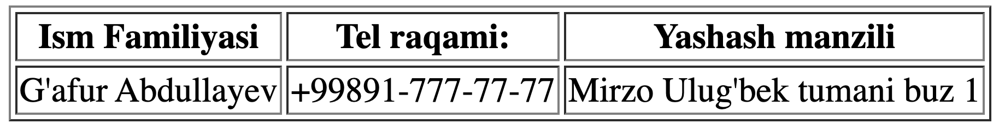 Ism Familiyasi Tel raqami: Yashash manzili
G'afur Abdullayev +99891-777-77-77 Mirzo Ulug'bek tumani buz 1